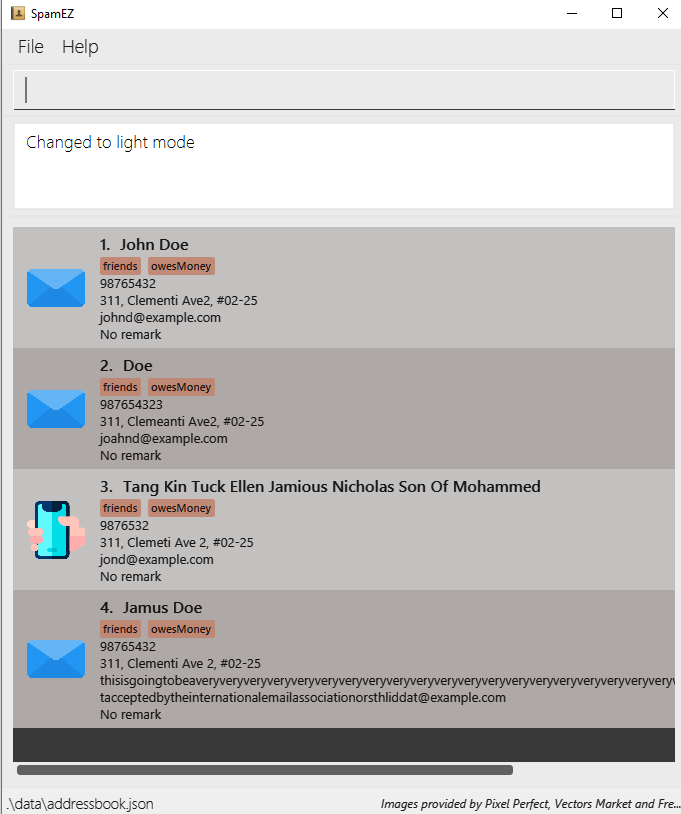 SpamEZ
File Help
Changed to light mode
1. John Doe
friends owesMoney
98765432
311, Clementi Ave2, #02-25
johnd@example.com
No remark
2. Doe
friends owesMoney
987654323
311, Clemeanti Ave2, #02-25
joahnd@example.com
No remark
3. Tang Kin Tuck Ellen Jamious Nicholas Son Of Mohammed
friends owesMoney
9876532
311, Clemeti Ave 2, #02-25
jond@example.com
No remark
4. Jamus Doe
friends owesMoney
98765432
311, Clementi Ave 2, #02-25
thisisgoingtobeaveryveryveryveryveryveryveryveryveryveryveryveryveryveryveryveryveryveryveryveryv
tacceptedbytheinternationalemailassociationorsthliddat@example.com
No remark
.\data\addressbook.json
Images provided by Pixel Perfect, Vectors Market and Fre...